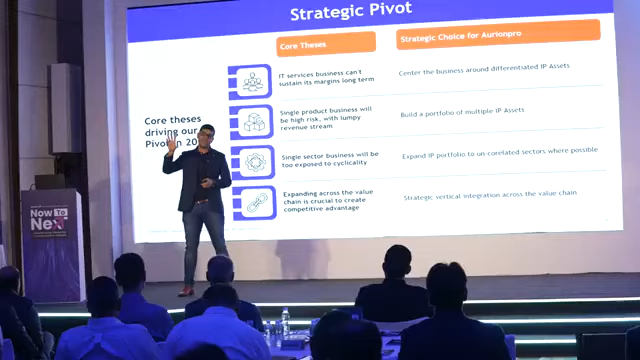 Strategic Pivot
Core Theses
Strategic Choice for Aurionpro
IT services business can't
sustain its margins long term
Center the business around differentiated IP Assets
Core theses
driving our
Pivot in 20
Single product business will
be high risk, with lumpy
revenue stream
Build a portfolio of multiple IP Assets
Single sector business will be
too exposed to cyclicality
Expand IP portfolio to un-corelated sectors where possible
Expanding across the value
chain is crucial to create
competitive advantage
Strategic vertical integration across the value chain
Now To
Next